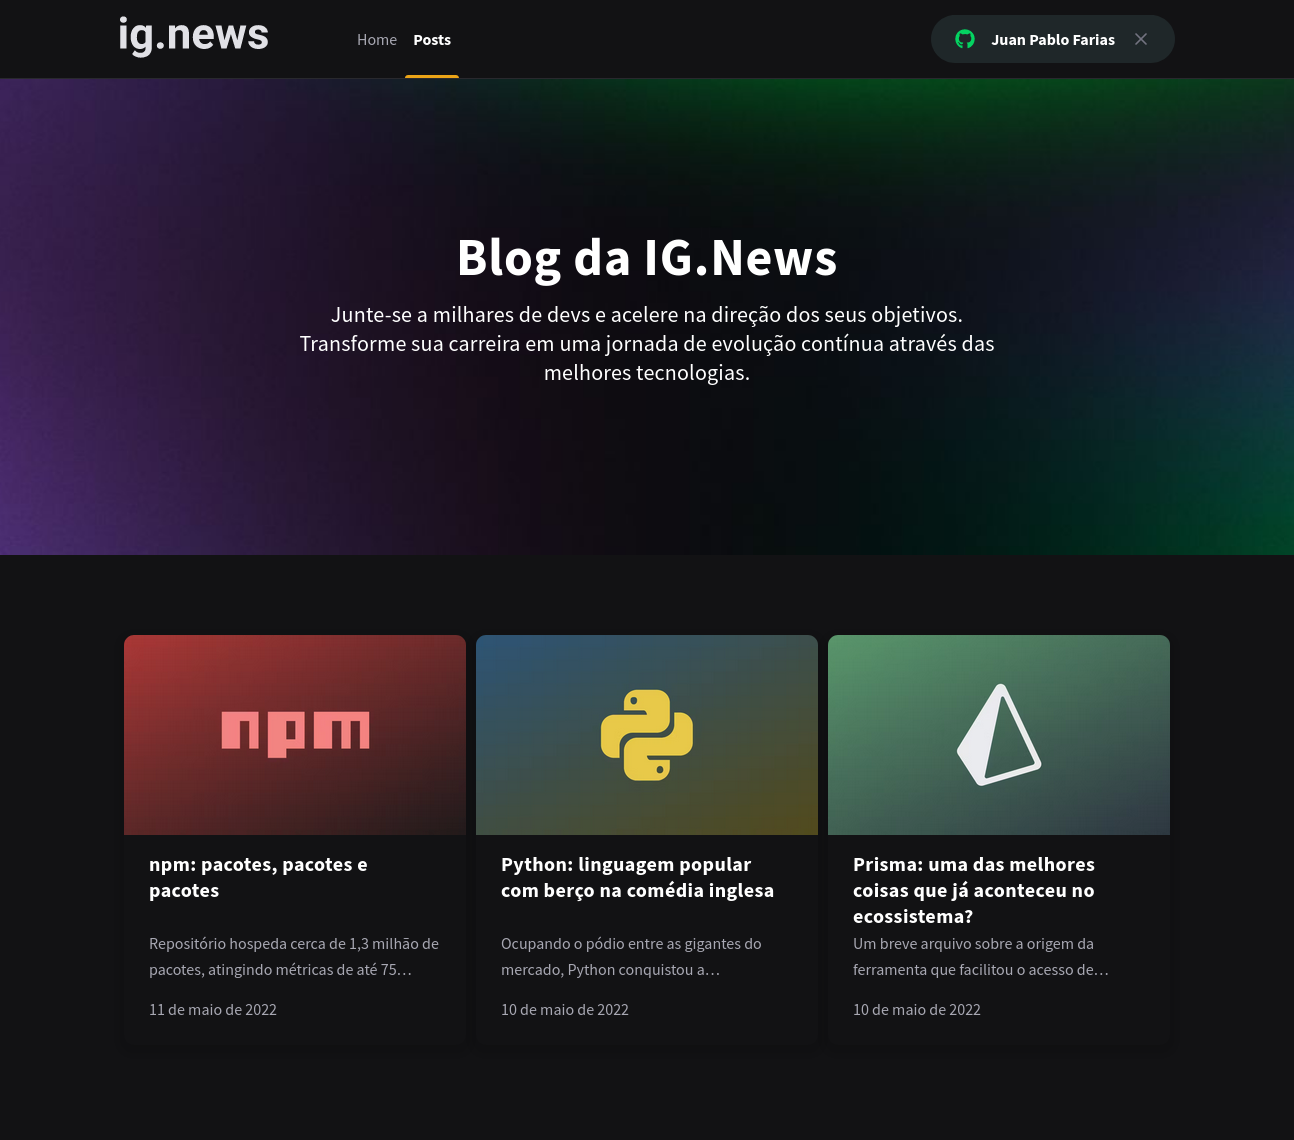 ig.news
Home Posts
Juan Pablo Farias
Blog da IG.News
Junte-se a milhares de devs e acelere na direção dos seus objetivos.
Transforme sua carreira em uma jornada de evolução contínua através das
melhores tecnologias.
npm
npm: pacotes, pacotes e
pacotes
Repositório hospeda cerca de 1,3 milhão de
pacotes, atingindo métricas de até 75…
11 de maio de 2022
Python: linguagem popular
com berço na comédia inglesa
Ocupando o pódio entre as gigantes do
mercado, Python conquistou a…
10 de maio de 2022
Prisma: uma das melhores
coisas que já aconteceu no
ecossistema?
Um breve arquivo sobre a origem da
ferramenta que facilitou o acesso de…
10 de maio de 2022